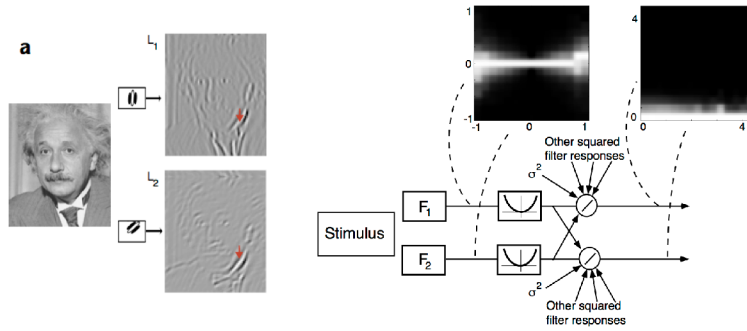 a
L1
L2
1
0
-1
-1
0
1
4
0
0
4
Other squared
filter responses
σ2
F1
Stimulus
F2
σ2
Other squared
filter responses